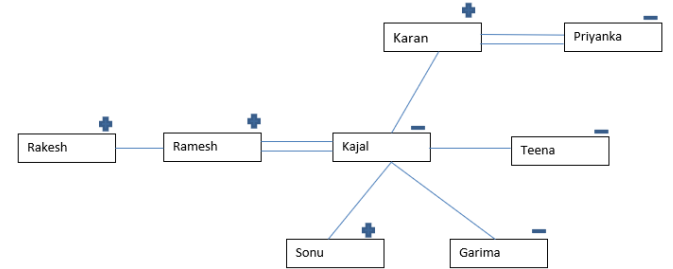 Karan
Priyanka
Rakesh
Ramesh
Kajal
Teena
Sonu
Garima